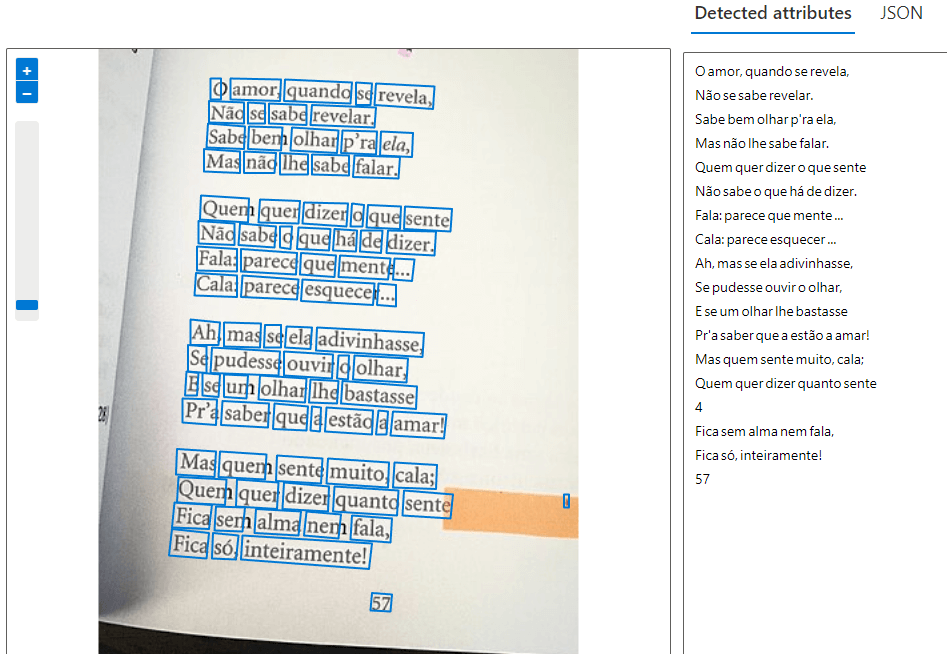 Detected attributes JSON
+
−
O amor, quando se revela,
Não se sabe revelar.
Sabe bem olhar p'ra ela,
Mas não lhe sabe falar.
Quem quer dizer o que sente
Não sabe o que há de dizer.
Fala: parece que mente...
Cala: parece esquecer...
Ah, mas se ela adivinhasse,
Se pudesse ouvir o olhar,
E se um olhar lhe bastasse
Pr'a saber que a estão a amar!
Mas quem sente muito, cala;
Quem quer dizer quanto sente
Fica sem alma nem fala,
Fica só, inteiramente!
57
28)
O amor, quando se revela,
Não se sabe revelar.
Sabe bem olhar p'ra ela,
Mas não lhe sabe falar.
Quem quer dizer o que sente
Não sabe o que há de dizer.
Fala: parece que mente ...
Cala: parece esquecer ...
Ah, mas se ela adivinhasse,
Se pudesse ouvir o olhar,
E se um olhar lhe bastasse
Pr'a saber que a estão a amar!
Mas quem sente muito, cala;
Quem quer dizer quanto sente
4
Fica sem alma nem fala,
Fica só, inteiramente!
57